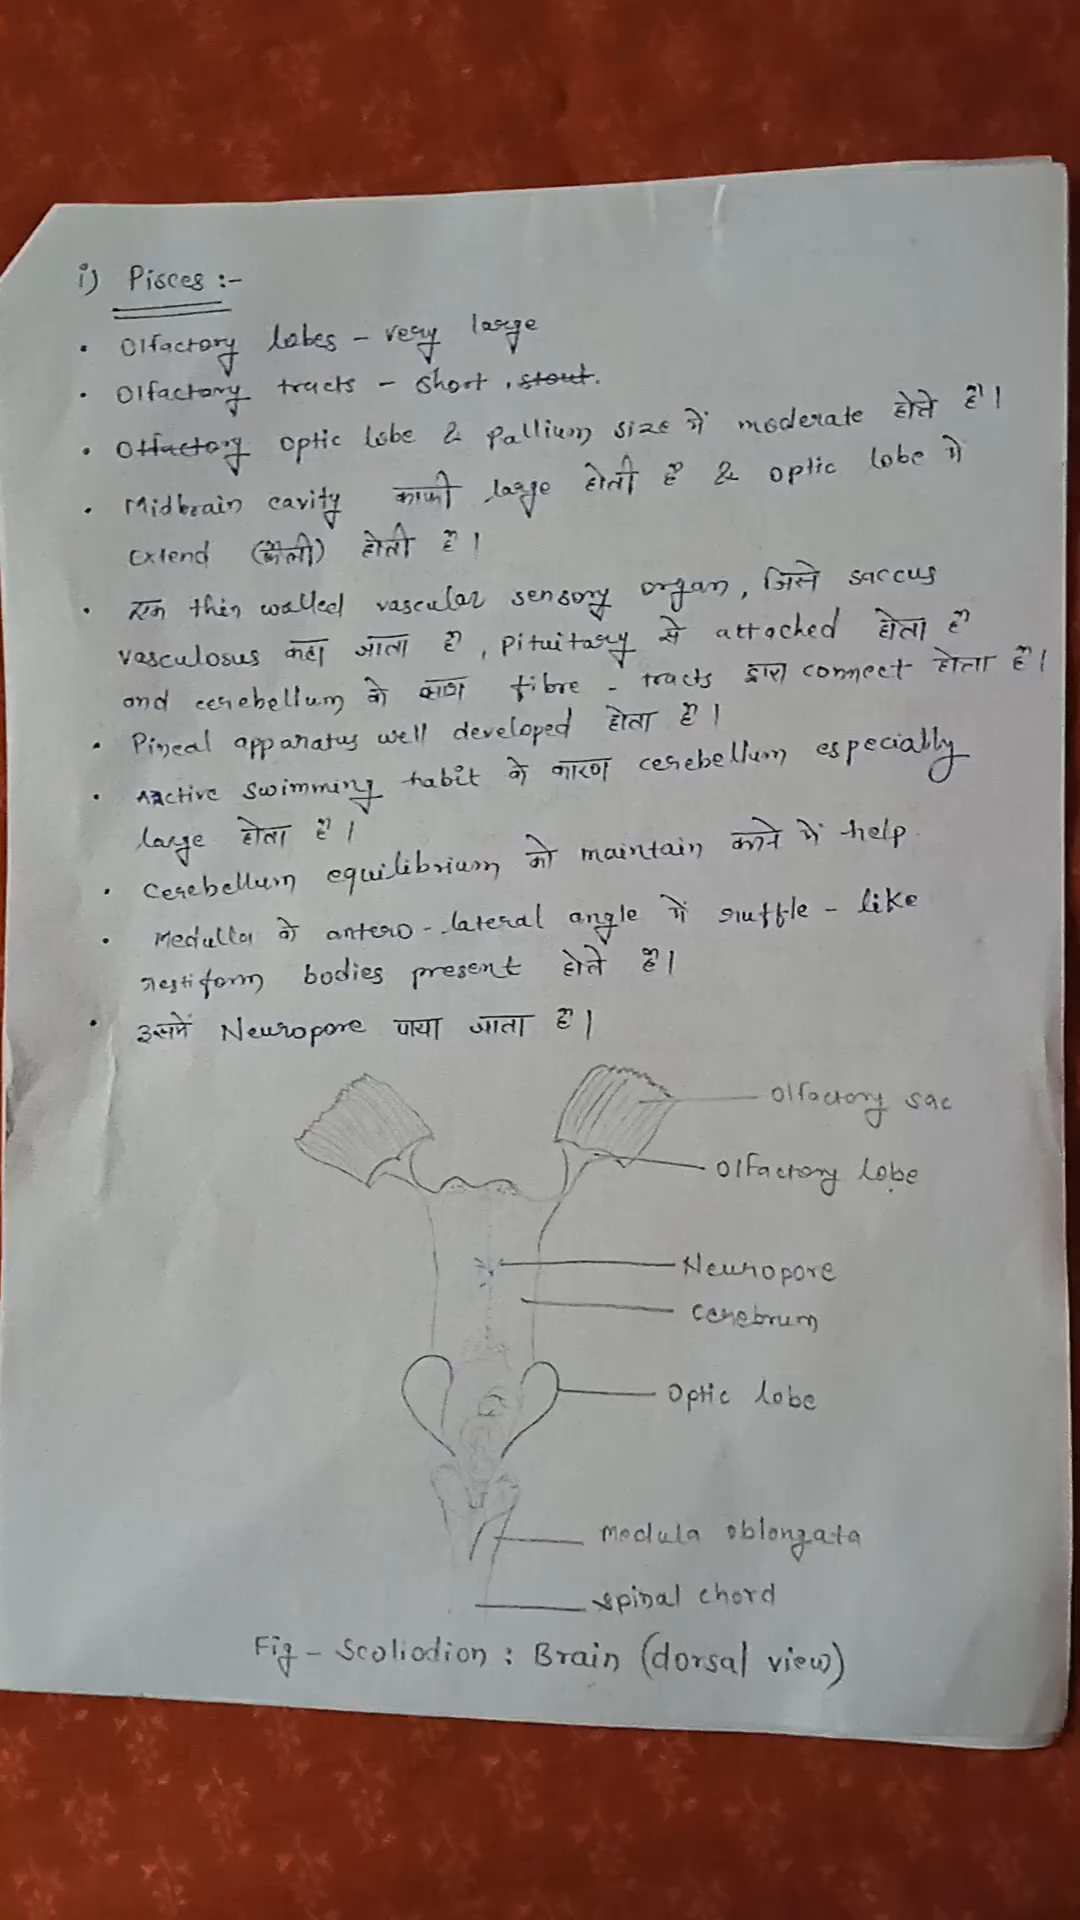 i) Pisces :-
• Olfactory lobes - very large
• Olfactory tracts - short, stout.
• Olfactory optic lobe & pallium size में moderate होते हैं।
• Midbrain cavity काफी large होती है & optic lobe में
extend (फैली) होती है।
• एक thin walled vascular sensory organ, जिसे saccus
vasculosus कहा जाता है, pituitary से attached होता है
and cerebellum के साथ fibre - tracts द्वारा connect होता है।
• Pineal apparatus well developed होता है।
• Active swimming habit के कारण cerebellum especially
large होता है।
• Cerebellum equilibrium को maintain करने में help
• Medulla के antero-lateral angle में ruffle-like
restiform bodies present होते हैं।
• इसमें Neuropore पाया जाता है।
Olfactory sac
Olfactory lobe
Neuropore
Cerebrum
Optic lobe
Medula oblongata
spinal chord
Fig - Scoliodion : Brain (dorsal view)